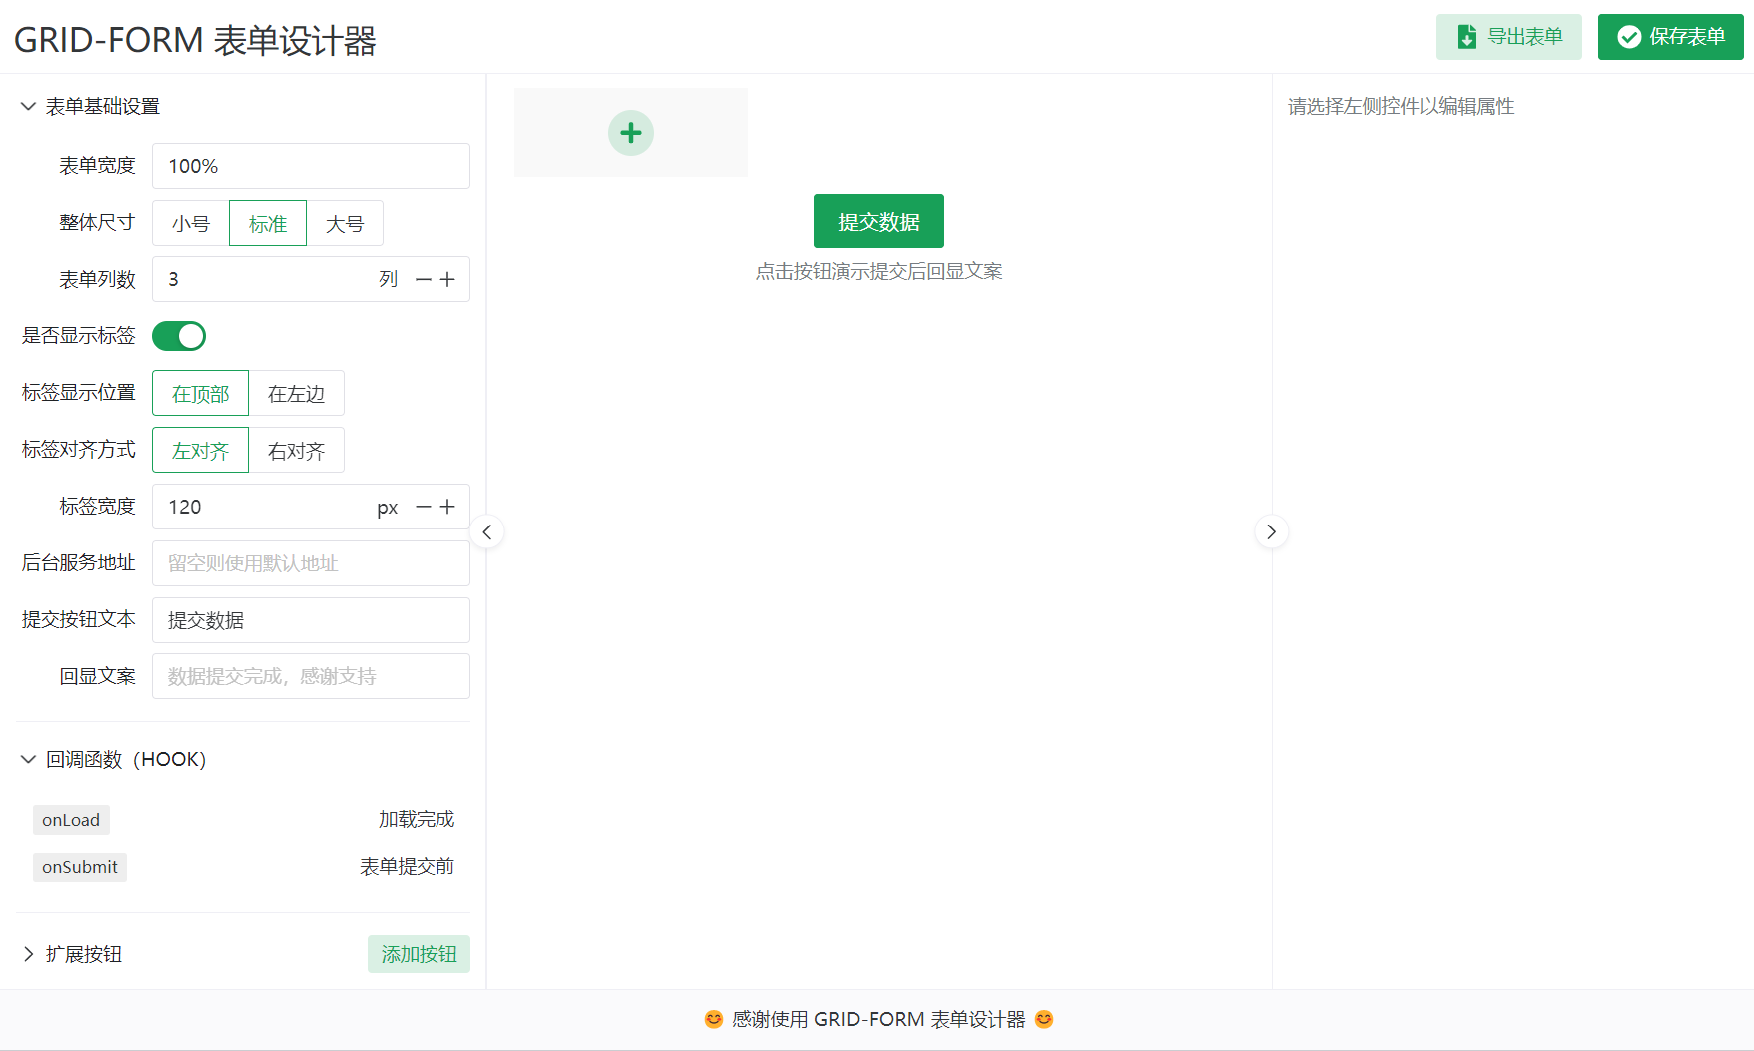 GRID-FORM 表单设计器
导出表单
保存表单
表单基础设置
表单宽度
100%
整体尺寸
小号
标准
大号
表单列数
3
列
是否显示标签
标签显示位置
在顶部
在左边
标签对齐方式
左对齐
右对齐
标签宽度
120
px
后台服务地址
留空则使用默认地址
提交按钮文本
提交数据
回显文案
数据提交完成，感谢支持
回调函数（HOOK）
onLoad
加载完成
onSubmit
表单提交前
扩展按钮
添加按钮
提交数据
点击按钮演示提交后回显文案
请选择左侧控件以编辑属性
😊 感谢使用 GRID-FORM 表单设计器 😊